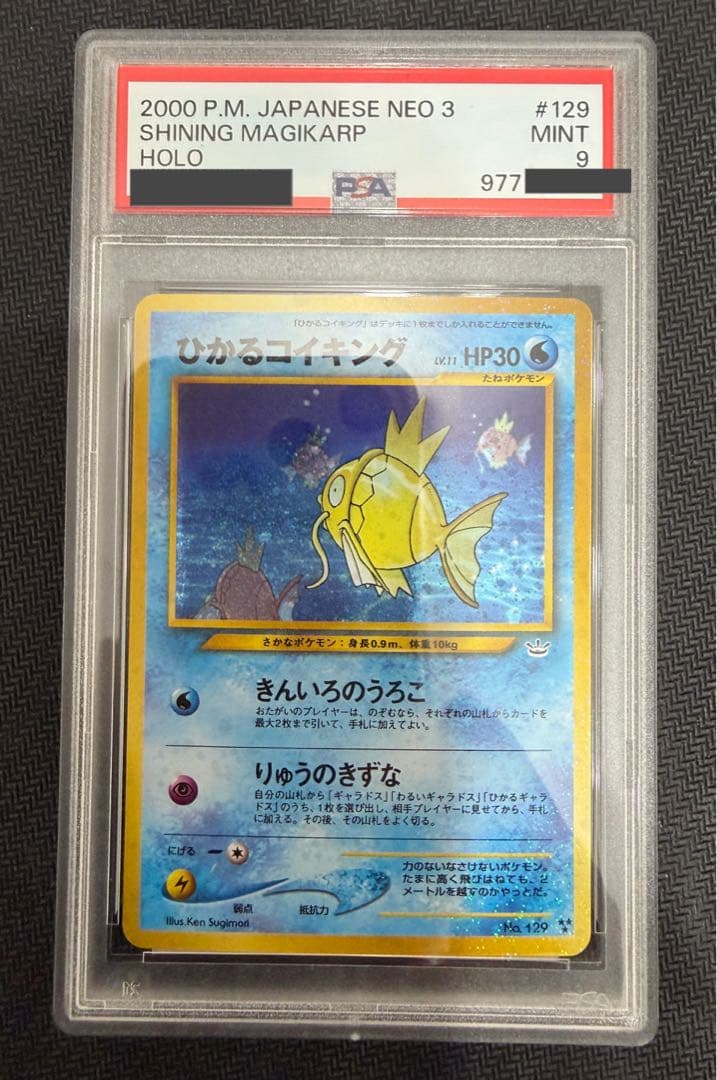 2000 P.M. JAPANESE NEO 3 #129
SHINING MAGIKARP MINT
HOLO 9
PSA 977
「ひかるコイキング」はデッキに1枚までしか入れることができません。
ひかるコイキング LV.11 HP30
たねポケモン
さかなポケモン:身長0.9m、体重10kg
きんいろのうろこ
おたがいのプレイヤーは、のぞむなら、それぞれの山札からカードを
最大2枚まで引いて、手札に加えてよい。
りゅうのきずな
自分の山札から「ギャラドス」「わるいギャラドス」「ひかるギャラ
ドス」のうち、1枚を選び出し、相手プレイヤーに見せてから、手札
に加える。その後、その山札をよく切る。
にげる
力のないなさけないポケモン。
たまに高く飛びはねても、2
メートルを越すのがやっとだ。
弱点 抵抗力
Illus.Ken Sugimori No.129